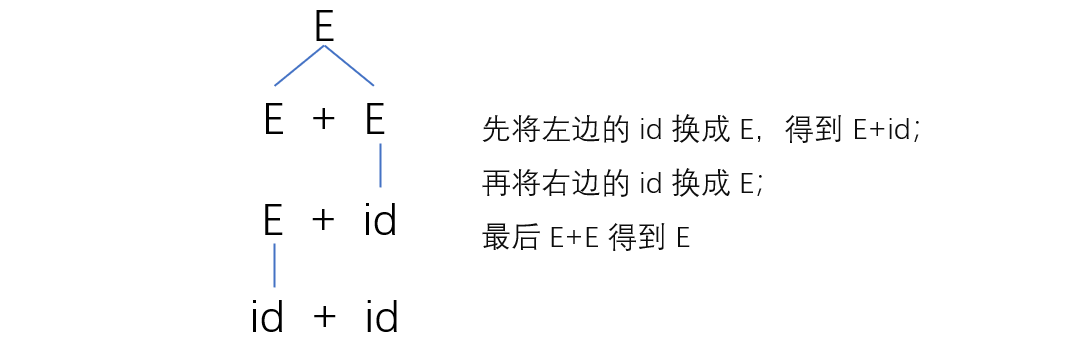 E
E + E
E + id
id + id
先将左边的 id 换成 E，得到 E+id；
再将右边的 id 换成 E；
最后 E+E 得到 E